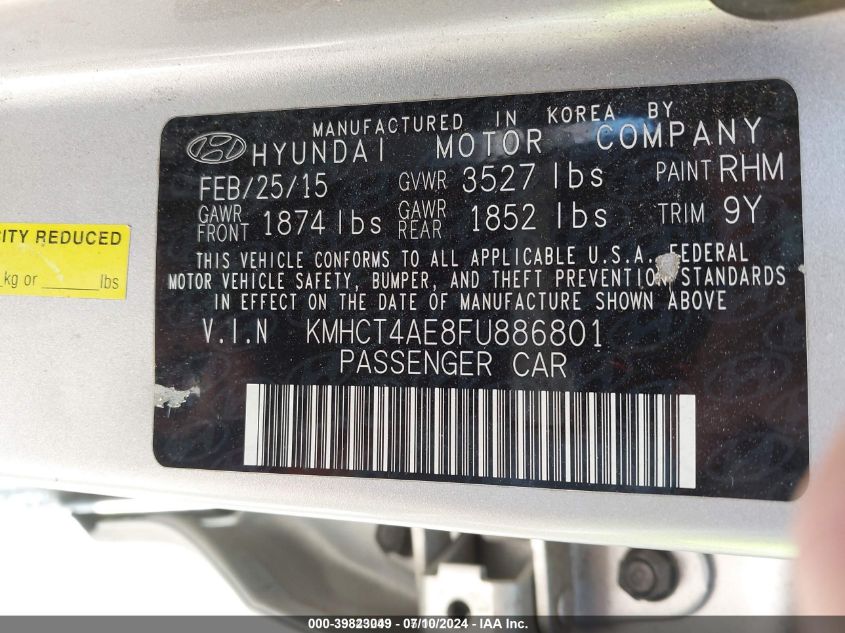 MANUFACTURED IN KOREA BY
HYUNDAI MOTOR COMPANY
FEB/25/15 GVWR 3527 lbs PAINT RHM
GAWR FRONT 1874 lbs GAWR REAR 1852 lbs TRIM 9Y
THIS VEHICLE CONFORMS TO ALL APPLICABLE U.S.A. FEDERAL
MOTOR VEHICLE SAFETY, BUMPER, AND THEFT PREVENTION STANDARDS
IN EFFECT ON THE DATE OF MANUFACTURE SHOWN ABOVE
V.I.N KMHCT4AE8FU886801
PASSENGER CAR
CITY REDUCED
kg or ______lbs
000-39823049 - 07/10/2024 - IAA Inc.